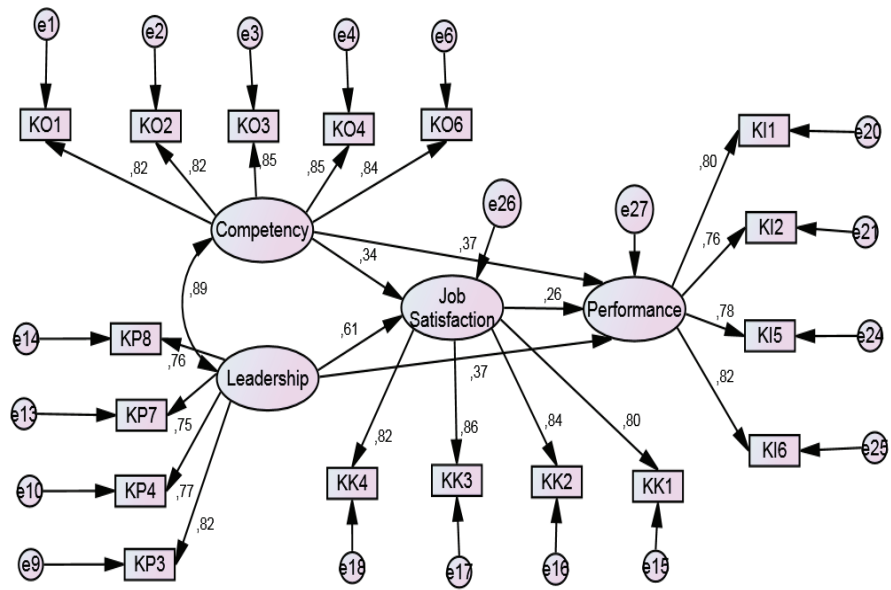 e1
e2
e3
e4
e6
KO1
KO2
KO3
KO4
KO6
,82
,82
,85
,85
,84
Competency
,89
,34
,37
e26
e27
Job
Satisfaction
,26
Performance
,80
KI1
e20
,76
KI2
e21
,78
KI5
e24
,82
KI6
e25
e14
KP8
,76
e13
KP7
,75
e10
KP4
,77
e9
KP3
,82
Leadership
,61
,37
,82
,86
,84
,80
KK4
KK3
KK2
KK1
e18
e17
e16
e15